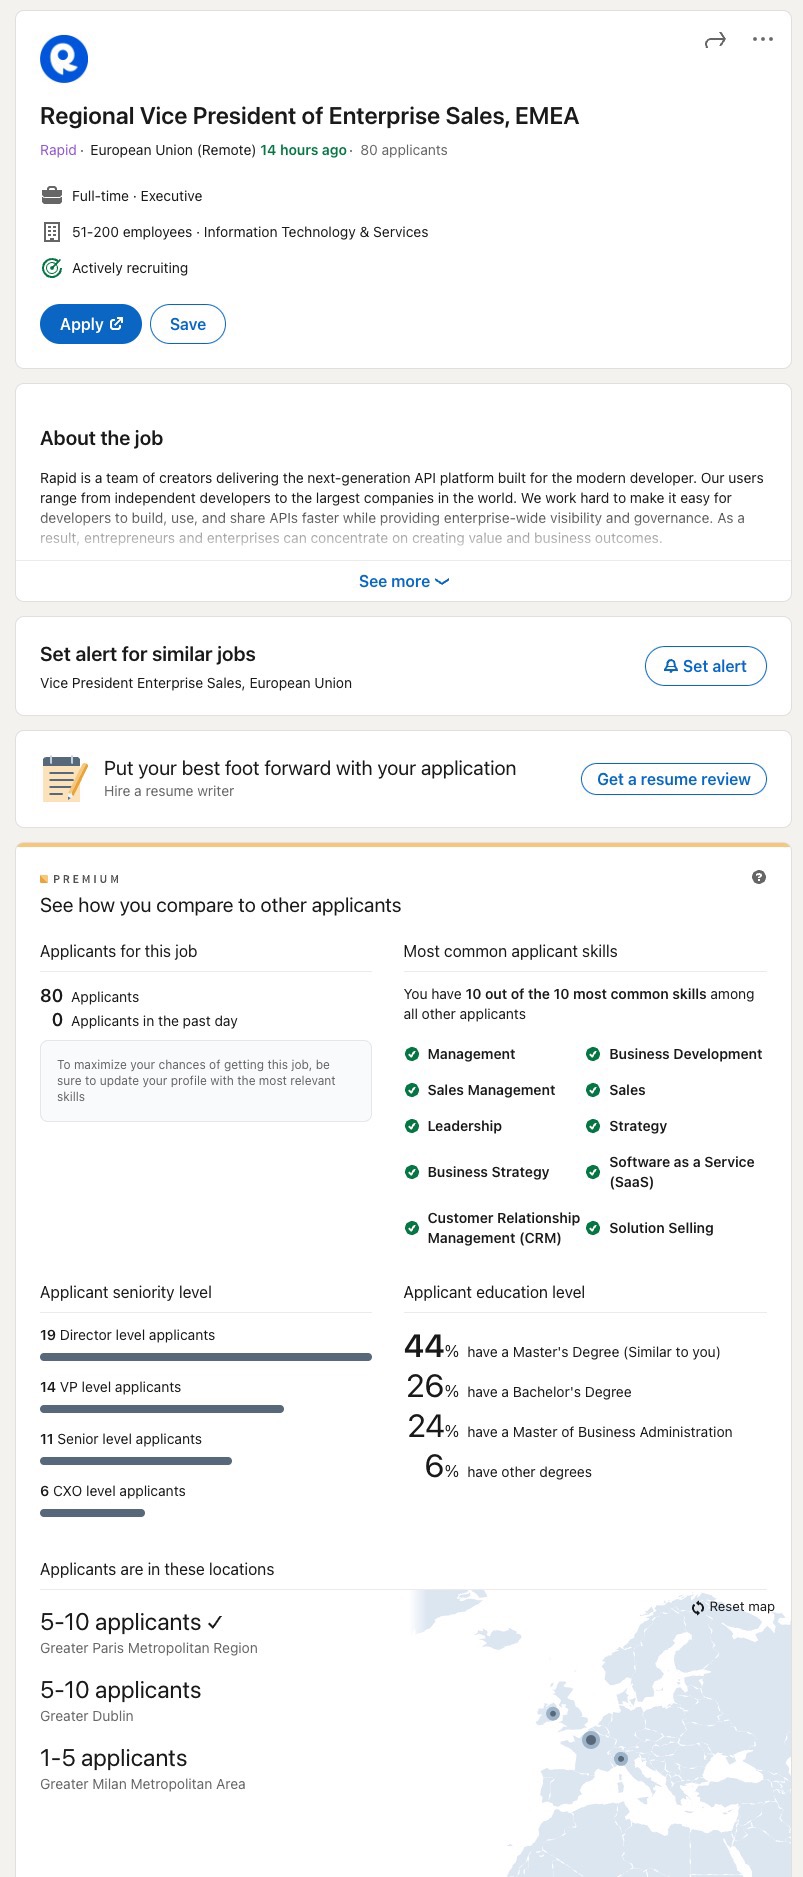 Regional Vice President of Enterprise Sales, EMEA
Rapid · European Union (Remote) 14 hours ago · 80 applicants
Full-time · Executive
51-200 employees · Information Technology & Services
Actively recruiting
Apply
Save
About the job
Rapid is a team of creators delivering the next-generation API platform built for the modern developer. Our users
range from independent developers to the largest companies in the world. We work hard to make it easy for
developers to build, use, and share APIs faster while providing enterprise-wide visibility and governance. As a
result, entrepreneurs and enterprises can concentrate on creating value and business outcomes.
See more
Set alert for similar jobs
Vice President Enterprise Sales, European Union
Set alert
Put your best foot forward with your application
Hire a resume writer
Get a resume review
PREMIUM
See how you compare to other applicants
Applicants for this job
80 Applicants
0 Applicants in the past day
To maximize your chances of getting this job, be
sure to update your profile with the most relevant
skills
Most common applicant skills
You have 10 out of the 10 most common skills among
all other applicants
Management
Business Development
Sales Management
Sales
Leadership
Strategy
Business Strategy
Software as a Service
(SaaS)
Customer Relationship
Management (CRM)
Solution Selling
Applicant seniority level
19 Director level applicants
14 VP level applicants
11 Senior level applicants
6 CXO level applicants
Applicant education level
44% have a Master's Degree (Similar to you)
26% have a Bachelor's Degree
24% have a Master of Business Administration
6% have other degrees
Applicants are in these locations
5-10 applicants ✓
Greater Paris Metropolitan Region
5-10 applicants
Greater Dublin
1-5 applicants
Greater Milan Metropolitan Area
Reset map